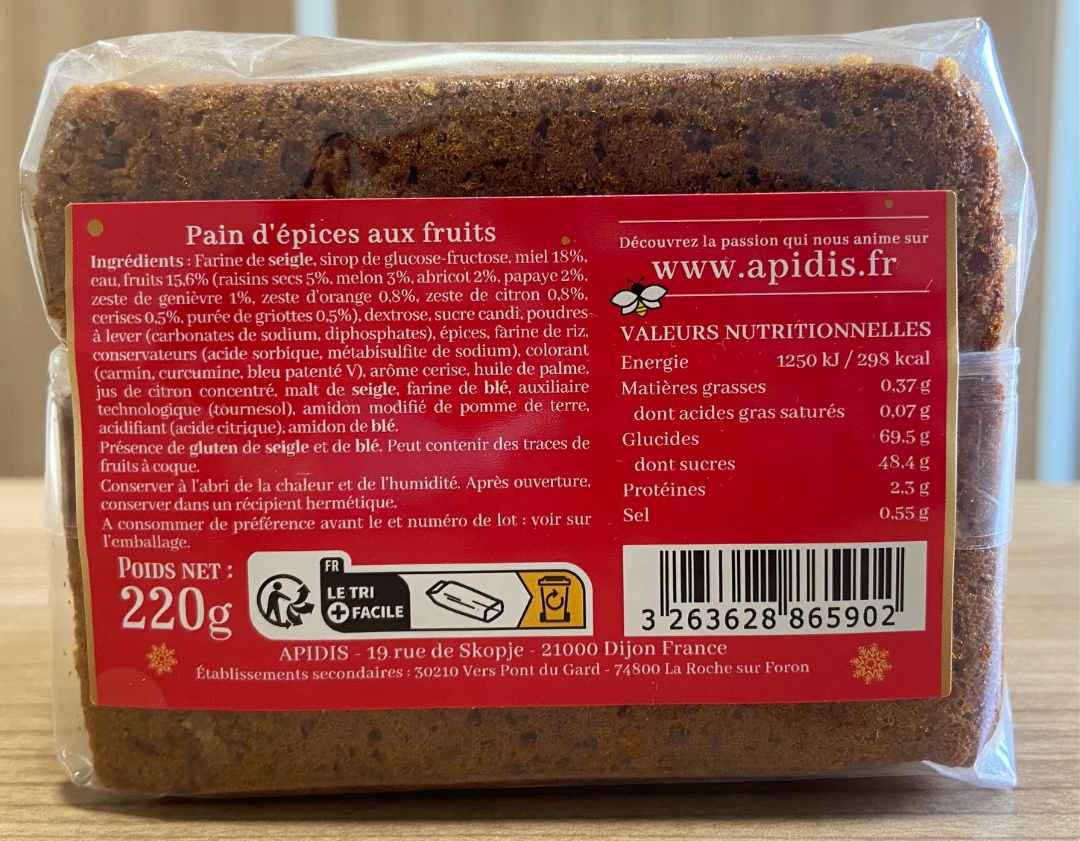 Pain d'épices aux fruits
Ingrédients : Farine de seigle, sirop de glucose-fructose, miel 18%,
eau, fruits 15,6% (raisins secs 5%, melon 3%, abricot 2%, papaye 2%,
zeste de genièvre 1%, zeste d'orange 0,8%, zeste de citron 0,8%,
cerises 0,5%, purée de griottes 0,5%), dextrose, sucre candi, poudres
à lever (carbonates de sodium, diphosphates), épices, farine de riz,
conservateurs (acide sorbique, métabisulfite de sodium), colorant
(carmin, curcumine, bleu patenté V), arôme cerise, huile de palme,
jus de citron concentré, malt de seigle, farine de blé, auxiliaire
technologique (tournesol), amidon modifié de pomme de terre,
acidifiant (acide citrique), amidon de blé.
Présence de gluten de seigle et de blé. Peut contenir des traces de
fruits à coque.
Conserver à l'abri de la chaleur et de l'humidité. Après ouverture,
conserver dans un récipient hermétique.
A consommer de préférence avant le et numéro de lot : voir sur
l'emballage.
POIDS NET :
220g
FR
LE TRI
+ FACILE
Découvrez la passion qui nous anime sur
www.apidis.fr
VALEURS NUTRITIONNELLES
Energie 1250 kJ / 298 kcal
Matières grasses 0,37 g
dont acides gras saturés 0,07 g
Glucides 69.5 g
dont sucres 48.4 g
Protéines 2,3 g
Sel 0,55 g
3 263628 865902
APIDIS - 19 rue de Skopje - 21000 Dijon France
Établissements secondaires : 30210 Vers Pont du Gard - 74800 La Roche sur Foron